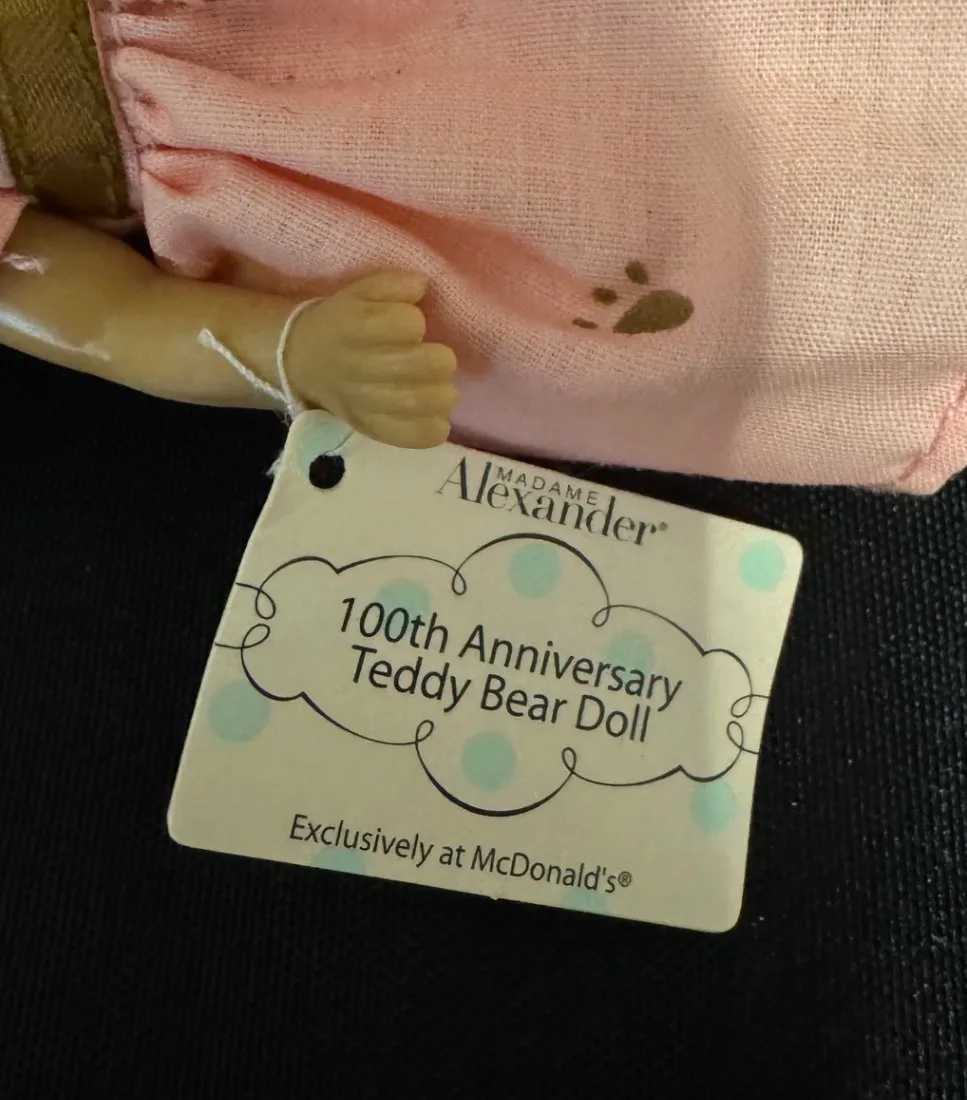 MADAME
Alexander®
100th Anniversary
Teddy Bear Doll
Exclusively at McDonald's®